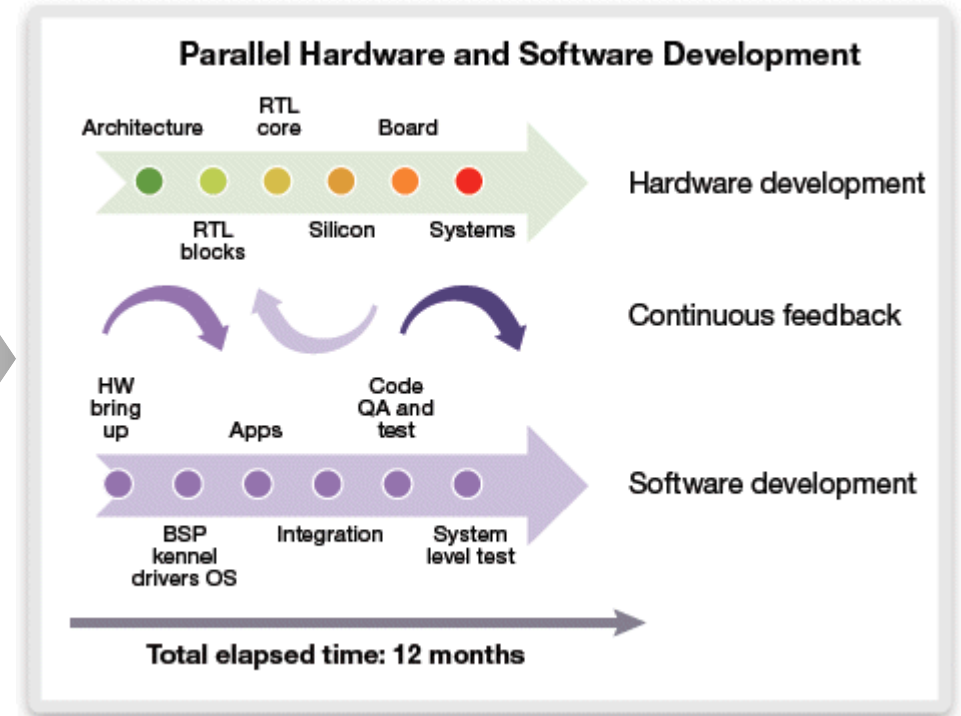 Parallel Hardware and Software Development
RTL
core
Architecture
Board
Hardware development
RTL
blocks
Silicon
Systems
Continuous feedback
HW
bring
up
Apps
Code
QA and
test
Software development
BSP
kennel
drivers OS
Integration
System
level test
Total elapsed time: 12 months